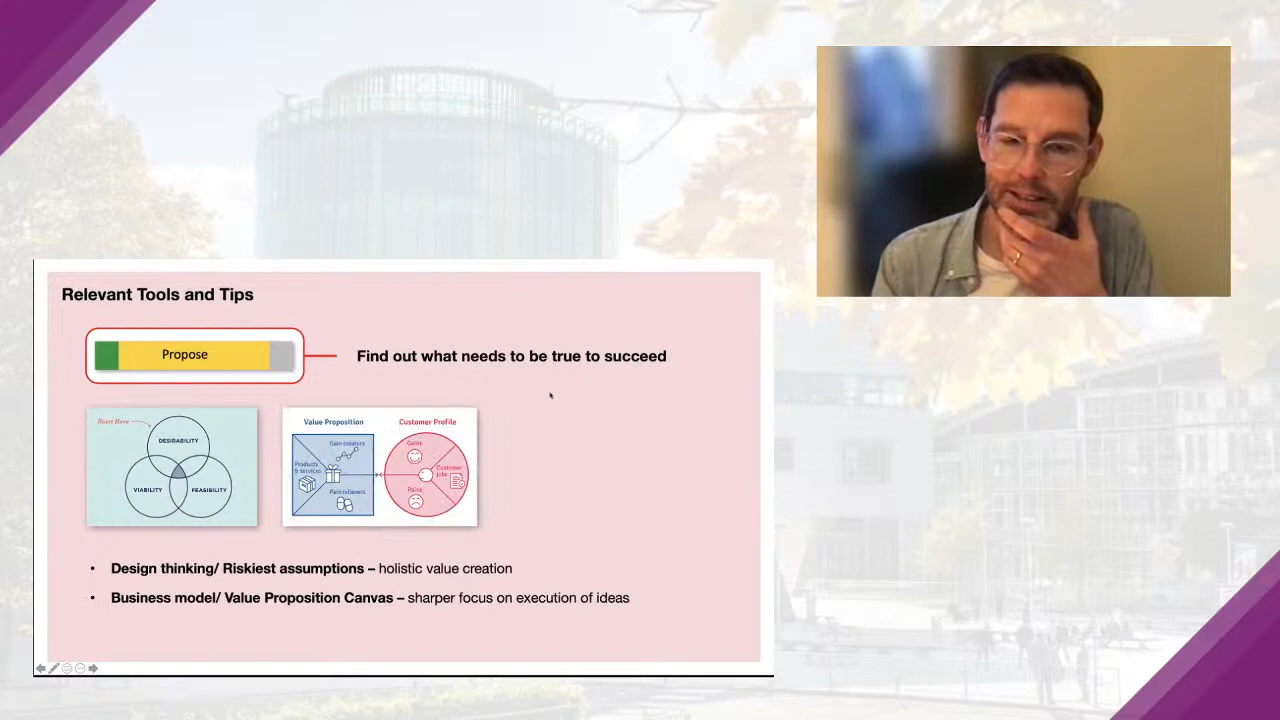 Relevant Tools and Tips
Propose
Find out what needs to be true to succeed
Start Here
DESIRABILITY
VIABILITY
FEASIBILITY
Value Proposition
Customer Profile
Gain creators
Products
& services
Pain relievers
Gains
Customer
jobs
Pains
• Design thinking/ Riskiest assumptions – holistic value creation
• Business model/ Value Proposition Canvas – sharper focus on execution of ideas